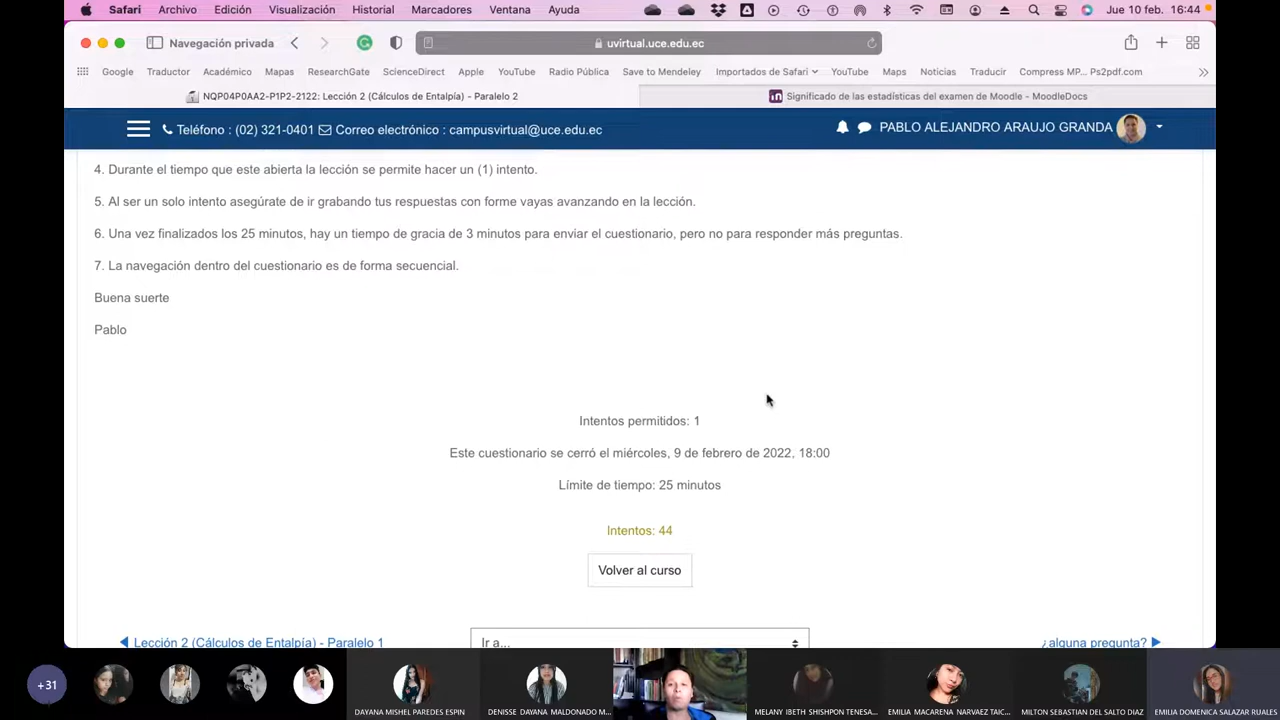 Safari Archivo Edición Visualización Historial Marcadores Ventana Ayuda Jue 10 feb. 16:44
Navegación privada uvirtual.uce.edu.ec
Google Traductor Académico Mapas ResearchGate ScienceDirect Apple YouTube Radio Pública Save to Mendeley Importados de Safari YouTube Maps Noticias Traducir Compress MP... Ps2pdf.com
NQP04P0AA2-P1P2-2122: Lección 2 (Cálculos de Entalpía) - Paralelo 2 Significado de las estadísticas del examen de Moodle - MoodleDocs
Teléfono : (02) 321-0401 Correo electrónico : campusvirtual@uce.edu.ec PABLO ALEJANDRO ARAUJO GRANDA
4. Durante el tiempo que este abierta la lección se permite hacer un (1) intento.
5. Al ser un solo intento asegúrate de ir grabando tus respuestas con forme vayas avanzando en la lección.
6. Una vez finalizados los 25 minutos, hay un tiempo de gracia de 3 minutos para enviar el cuestionario, pero no para responder más preguntas.
7. La navegación dentro del cuestionario es de forma secuencial.
Buena suerte
Pablo
Intentos permitidos: 1
Este cuestionario se cerró el miércoles, 9 de febrero de 2022, 18:00
Límite de tiempo: 25 minutos
Intentos: 44
Volver al curso
Lección 2 (Cálculos de Entalpía) - Paralelo 1 Ir a... ¿alguna pregunta?
+31
DAYANA MISHEL PAREDES ESPIN DENISSE DAYANA MALDONADO M... MELANY IBETH SHISHPON TENESA... EMILIA MACARENA NARVAEZ TAIC... MILTON SEBASTIAN DEL SALTO DIAZ EMILIA DOMENICA SALAZAR RUALES